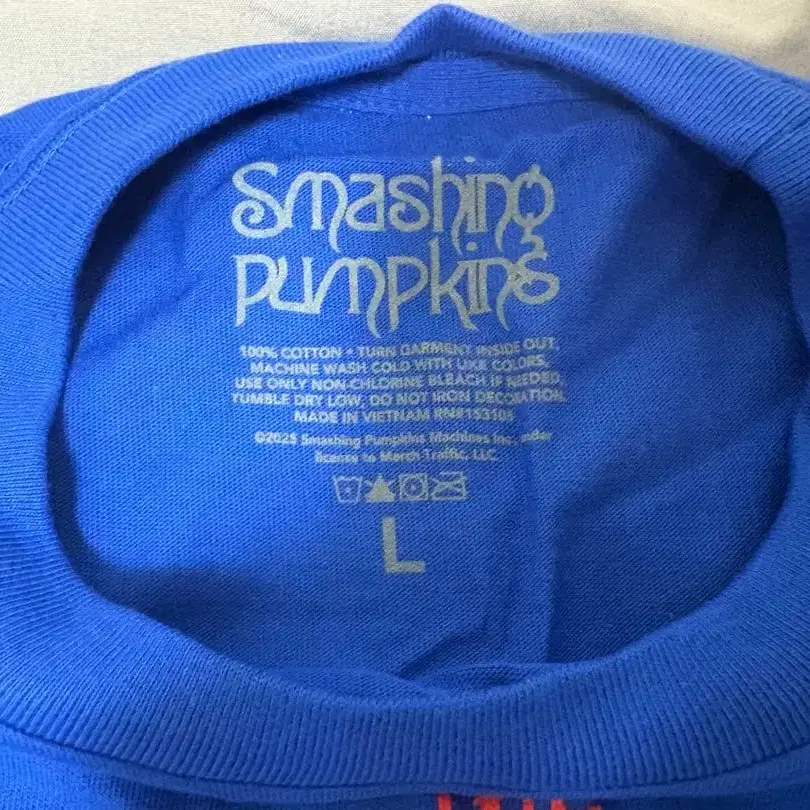 Smashing
Pumpkins
100% COTTON • TURN GARMENT INSIDE OUT,
MACHINE WASH COLD WITH LIKE COLORS,
USE ONLY NON-CHLORINE BLEACH IF NEEDED,
TUMBLE DRY LOW, DO NOT IRON DECORATION,
MADE IN VIETNAM RN#153108
©2025 Smashing Pumpkins Machines Inc. under
license to Merch Traffic, LLC.
L